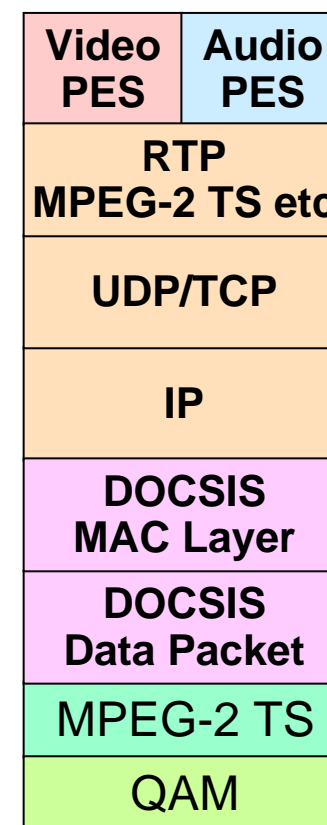 Video PES
Audio PES
RTP
MPEG-2 TS etc
UDP/TCP
IP
DOCSIS
MAC Layer
DOCSIS
Data Packet
MPEG-2 TS
QAM